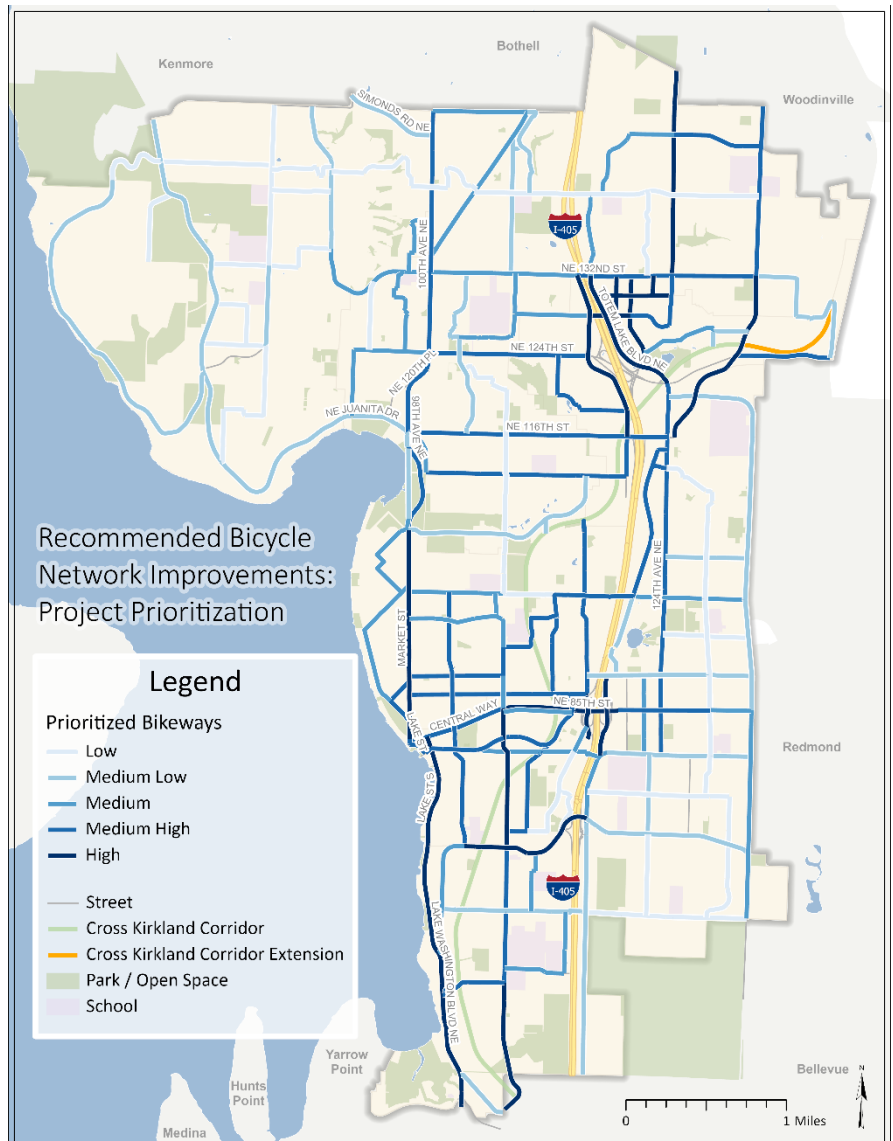 Bothell
Kenmore
Woodinville
SIMONDS RD NE
I-405
100TH AVE NE
NE 132ND ST
TOTEM LAKE BLVD NE
NE 124TH ST
NE 120TH PL
NE JUANITA DR
98TH AVE NE
NE 116TH ST
Recommended Bicycle
Network Improvements:
Project Prioritization
124TH AVE NE
MARKET ST
Legend
Prioritized Bikeways
Low
Medium Low
Medium
Medium High
High
Street
Cross Kirkland Corridor
Cross Kirkland Corridor Extension
Park / Open Space
School
NE 85TH ST
CENTRAL WAY
LAKE ST
Redmond
LAKE ST S
I-405
LAKE WASHINGTON BLVD NE
Yarrow
Point
Hunts
Point
Medina
Bellevue
N
0
1 Miles